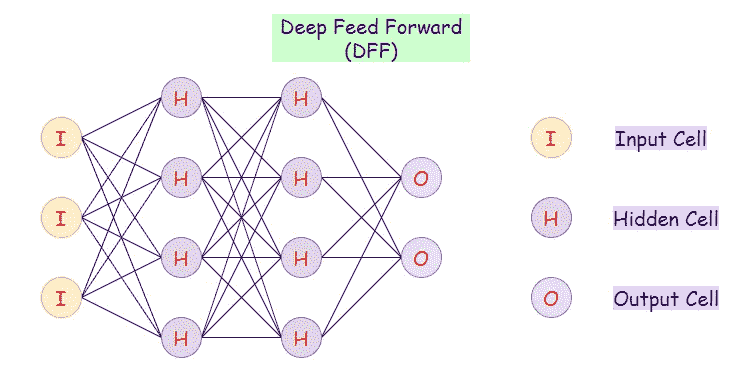 Deep Feed Forward
(DFF)
H H
I I Input Cell
H H O
I H Hidden Cell
H H O
I O Output Cell
H H